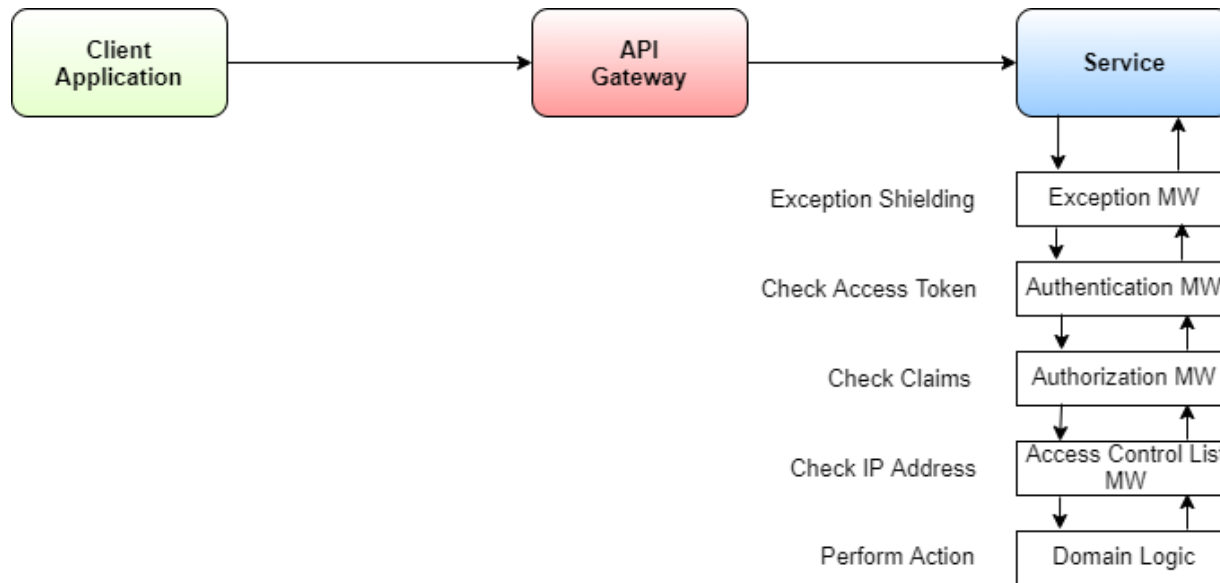 Client
Application
API
Gateway
Service
Exception Shielding
Exception MW
Check Access Token
Authentication MW
Check Claims
Authorization MW
Check IP Address
Access Control List
MW
Perform Action
Domain Logic